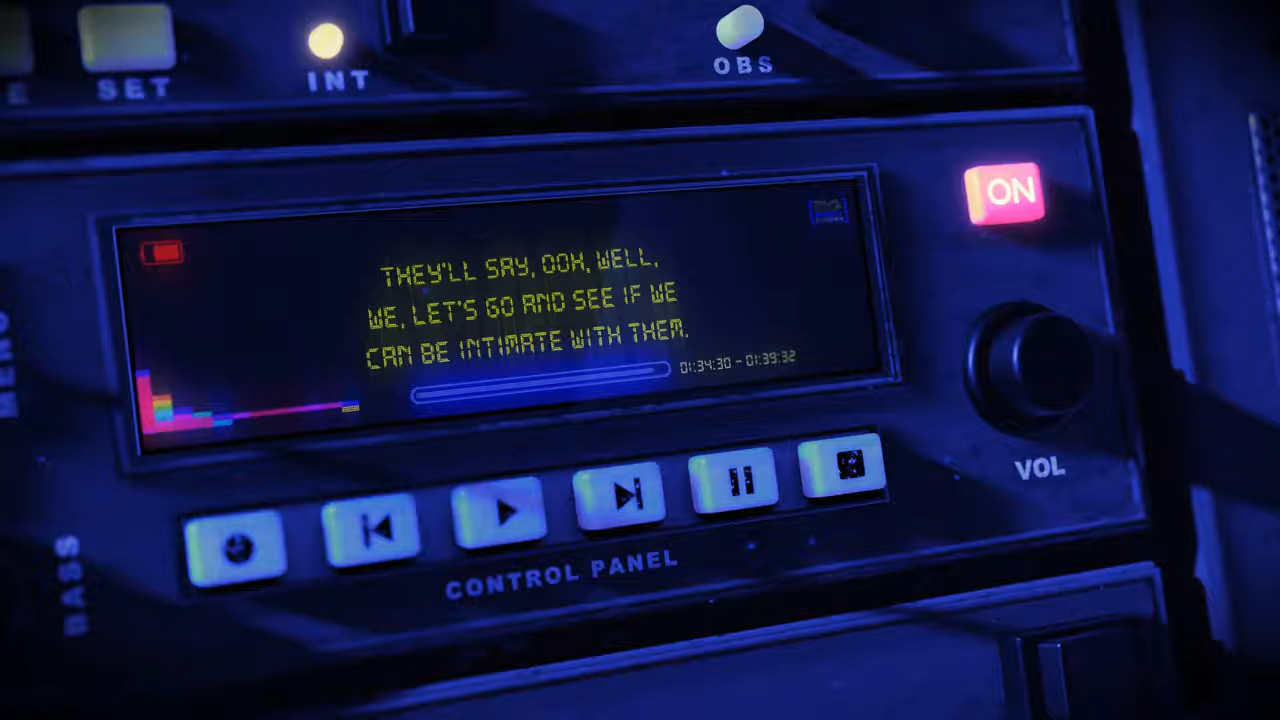 SET
INT
OBS
ON
THEY'LL SAY, OOH, WELL,
WE, LET'S GO AND SEE IF WE
CAN BE INTIMATE WITH THEM.
01:34:30 - 01:39:32
VOL
BASS
CONTROL PANEL